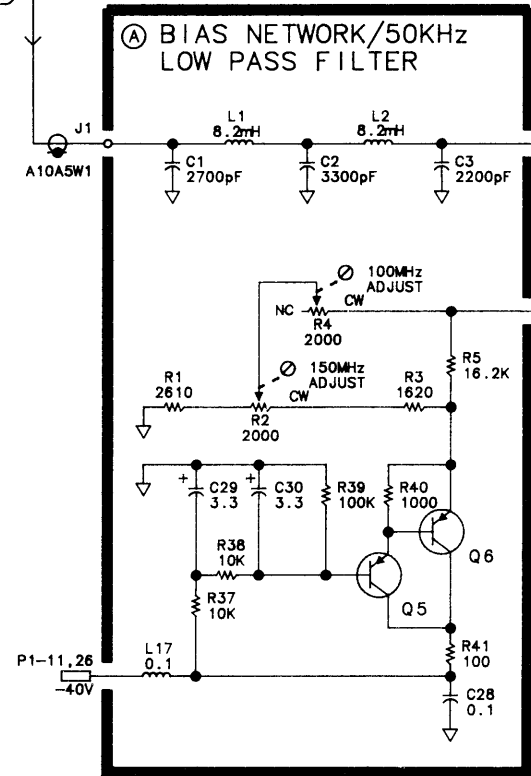 A BIAS NETWORK/50KHz
LOW PASS FILTER
J1
A10A5W1
L1
8.2mH
L2
8.2mH
C1
2700pF
C2
3300pF
C3
2200pF
100MHz
ADJUST
NC
CW
R4
2000
R5
16.2K
150MHz
ADJUST
R1
2610
CW
R2
2000
R3
1620
+
C29
3.3
+
C30
3.3
R39
100K
R40
1000
Q6
R38
10K
Q5
R37
10K
P1-11,26
-40V
L17
0.1
R41
100
C28
0.1